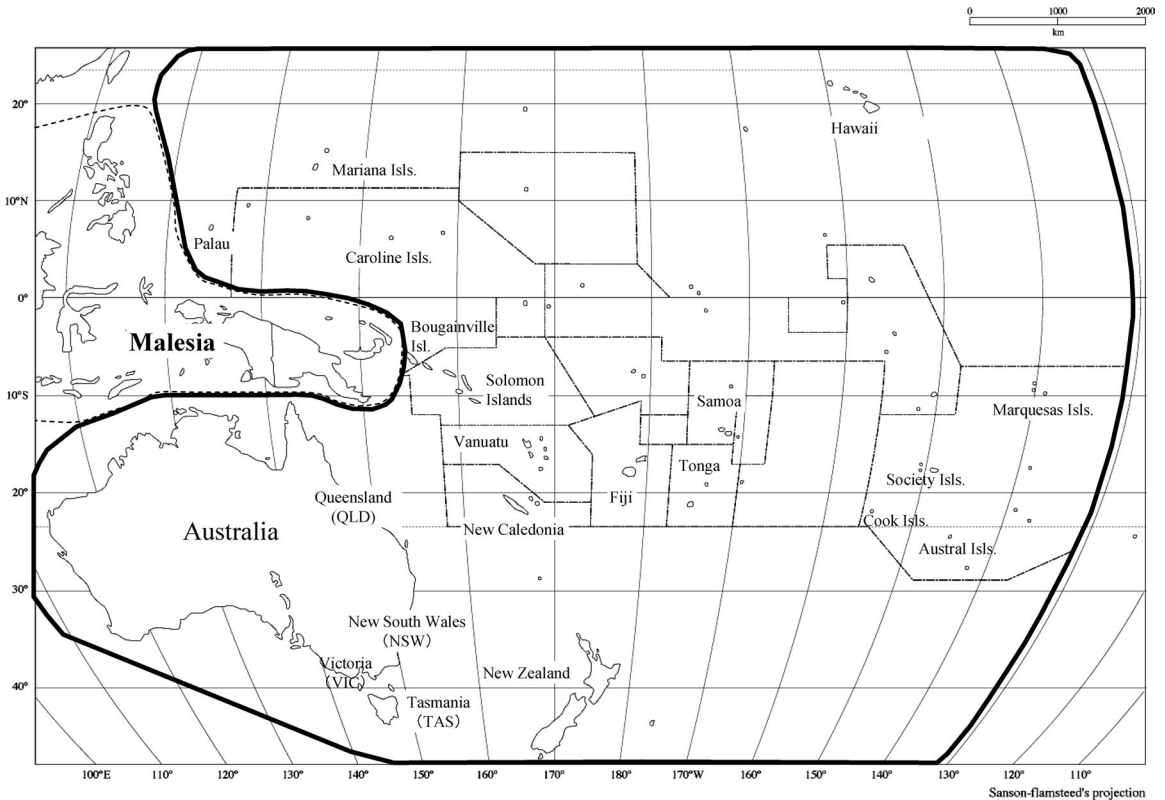 0 1000 2000
km
20°
Hawaii
Mariana Isls.
10°N
Palau
Caroline Isls.
0°
Bougainville
Isl.
Malesia
Solomon
Islands
10°S
Samoa
Marquesas Isls.
Vanuatu
Tonga
Society Isls.
20°
Queensland
(QLD)
Fiji
Australia
New Caledonia
Cook Isls.
Austral Isls.
30°
New South Wales
(NSW)
Victoria
(VIC)
New Zealand
40°
Tasmania
(TAS)
100°E 110° 120° 130° 140° 150° 160° 170° 180° 170°W 160° 150° 140° 130° 120° 110°
Sanson-flamsteed's projection